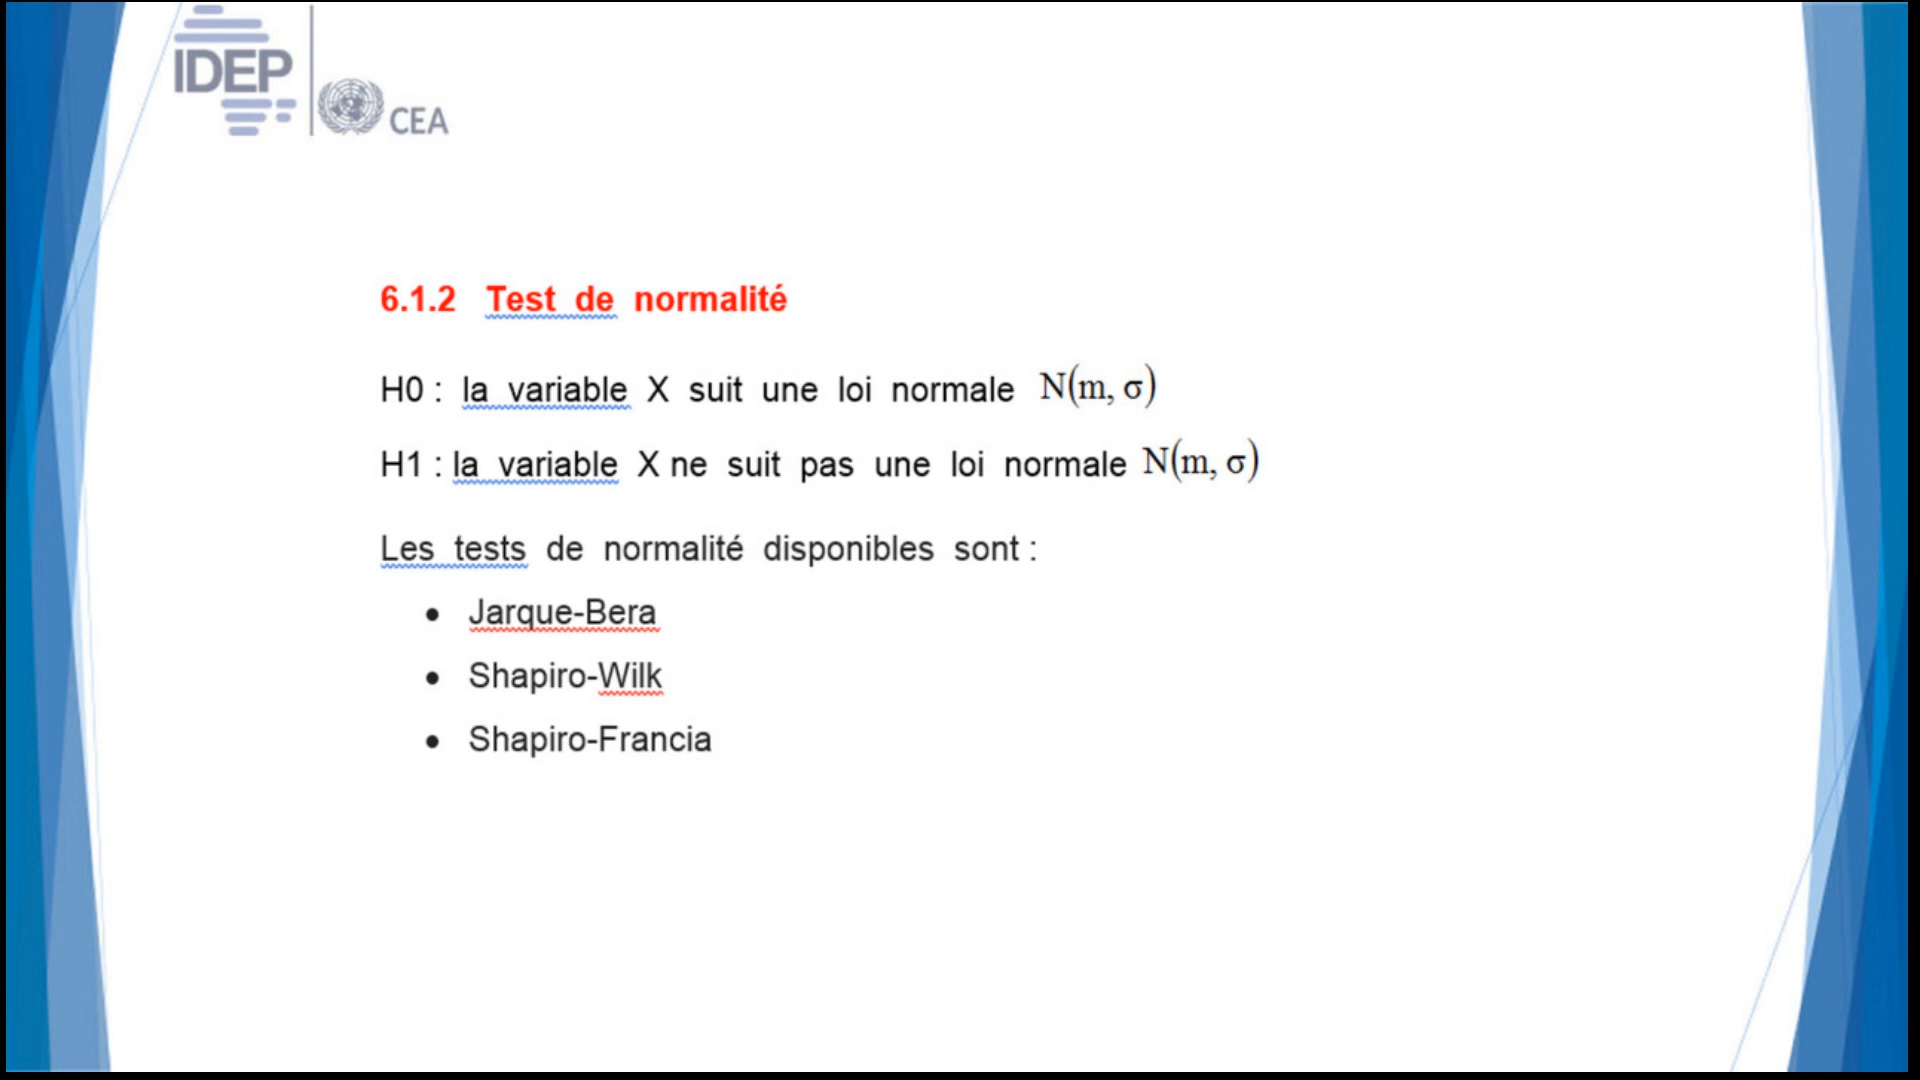 IDEP
CEA
6.1.2 Test de normalité
H0 : la variable X suit une loi normale N(m, σ)
H1 : la variable X ne suit pas une loi normale N(m, σ)
Les tests de normalité disponibles sont :
• Jarque-Bera
• Shapiro-Wilk
• Shapiro-Francia